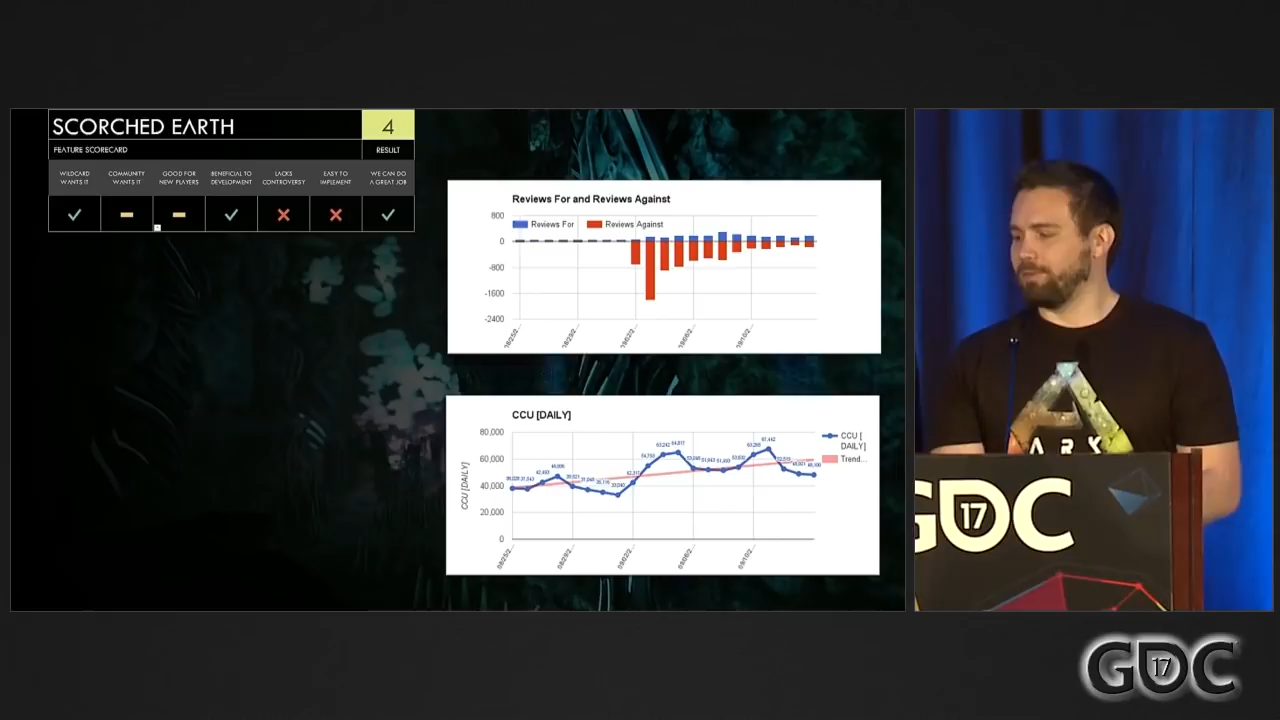 SCORCHED EARTH
4
FEATURE SCORECARD
RESULT
WILDCARD WANTS IT
COMMUNITY WANTS IT
GOOD FOR NEW PLAYERS
BENEFICIAL TO DEVELOPMENT
LACKS CONTROVERSY
EASY TO IMPLEMENT
WE CAN DO A GREAT JOB
Reviews For and Reviews Against
Reviews For
Reviews Against
800
0
-800
-1600
-2400
CCU [DAILY]
80,000
60,000
40,000
20,000
0
CCU [DAILY]
CCU [
DAILY]
Trend...
ARK
GDC
17
GDC
17